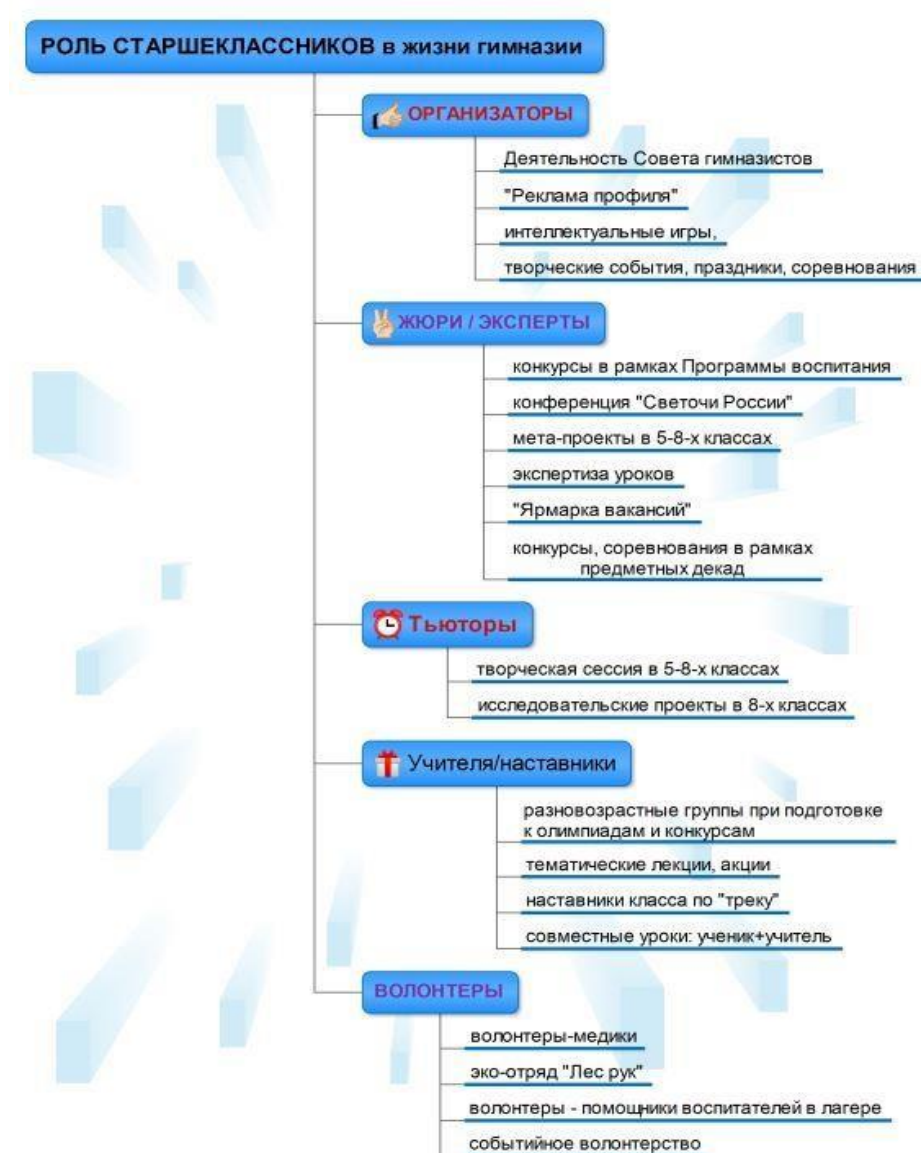 РОЛЬ СТАРШЕКЛАССНИКОВ в жизни гимназии
ОРГАНИЗАТОРЫ
Деятельность Совета гимназистов
"Реклама профиля"
интеллектуальные игры,
творческие события, праздники, соревнования
ЖЮРИ / ЭКСПЕРТЫ
конкурсы в рамках Программы воспитания
конференция "Светочи России"
мета-проекты в 5-8-х классах
экспертиза уроков
"Ярмарка вакансий"
конкурсы, соревнования в рамках
предметных декад
Тьюторы
творческая сессия в 5-8-х классах
исследовательские проекты в 8-х классах
Учителя/наставники
разновозрастные группы при подготовке
к олимпиадам и конкурсам
тематические лекции, акции
наставники класса по "треку"
совместные уроки: ученик+учитель
ВОЛОНТЕРЫ
волонтеры-медики
эко-отряд "Лес рук"
волонтеры - помощники воспитателей в лагере
событийное волонтерство